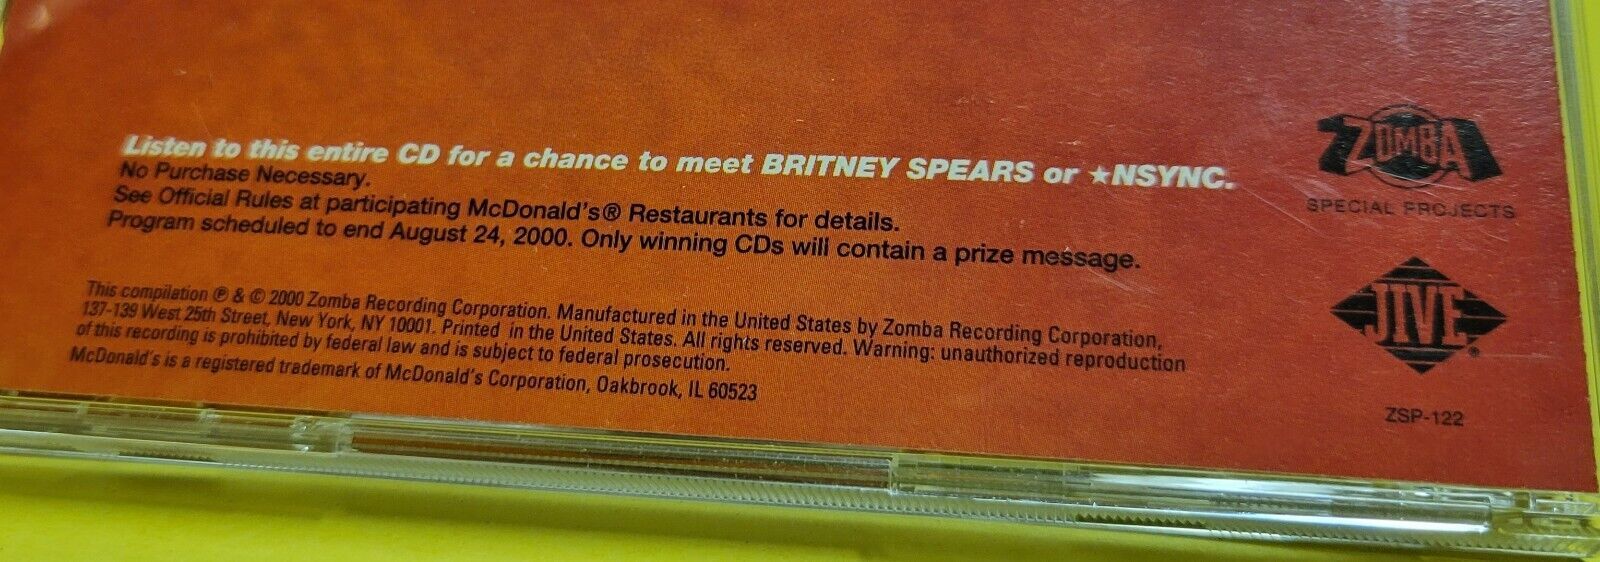 Listen to this entire CD for a chance to meet BRITNEY SPEARS or ★NSYNC.
No Purchase Necessary.
See Official Rules at participating McDonald's® Restaurants for details.
Program scheduled to end August 24, 2000. Only winning CDs will contain a prize message.
This compilation ℗ & © 2000 Zomba Recording Corporation. Manufactured in the United States by Zomba Recording Corporation,
137-139 West 25th Street, New York, NY 10001. Printed in the United States. All rights reserved. Warning: unauthorized reproduction
of this recording is prohibited by federal law and is subject to federal prosecution.
McDonald's is a registered trademark of McDonald's Corporation, Oakbrook, IL 60523
ZOMBA
SPECIAL PROJECTS
JIVE®
ZSP-122